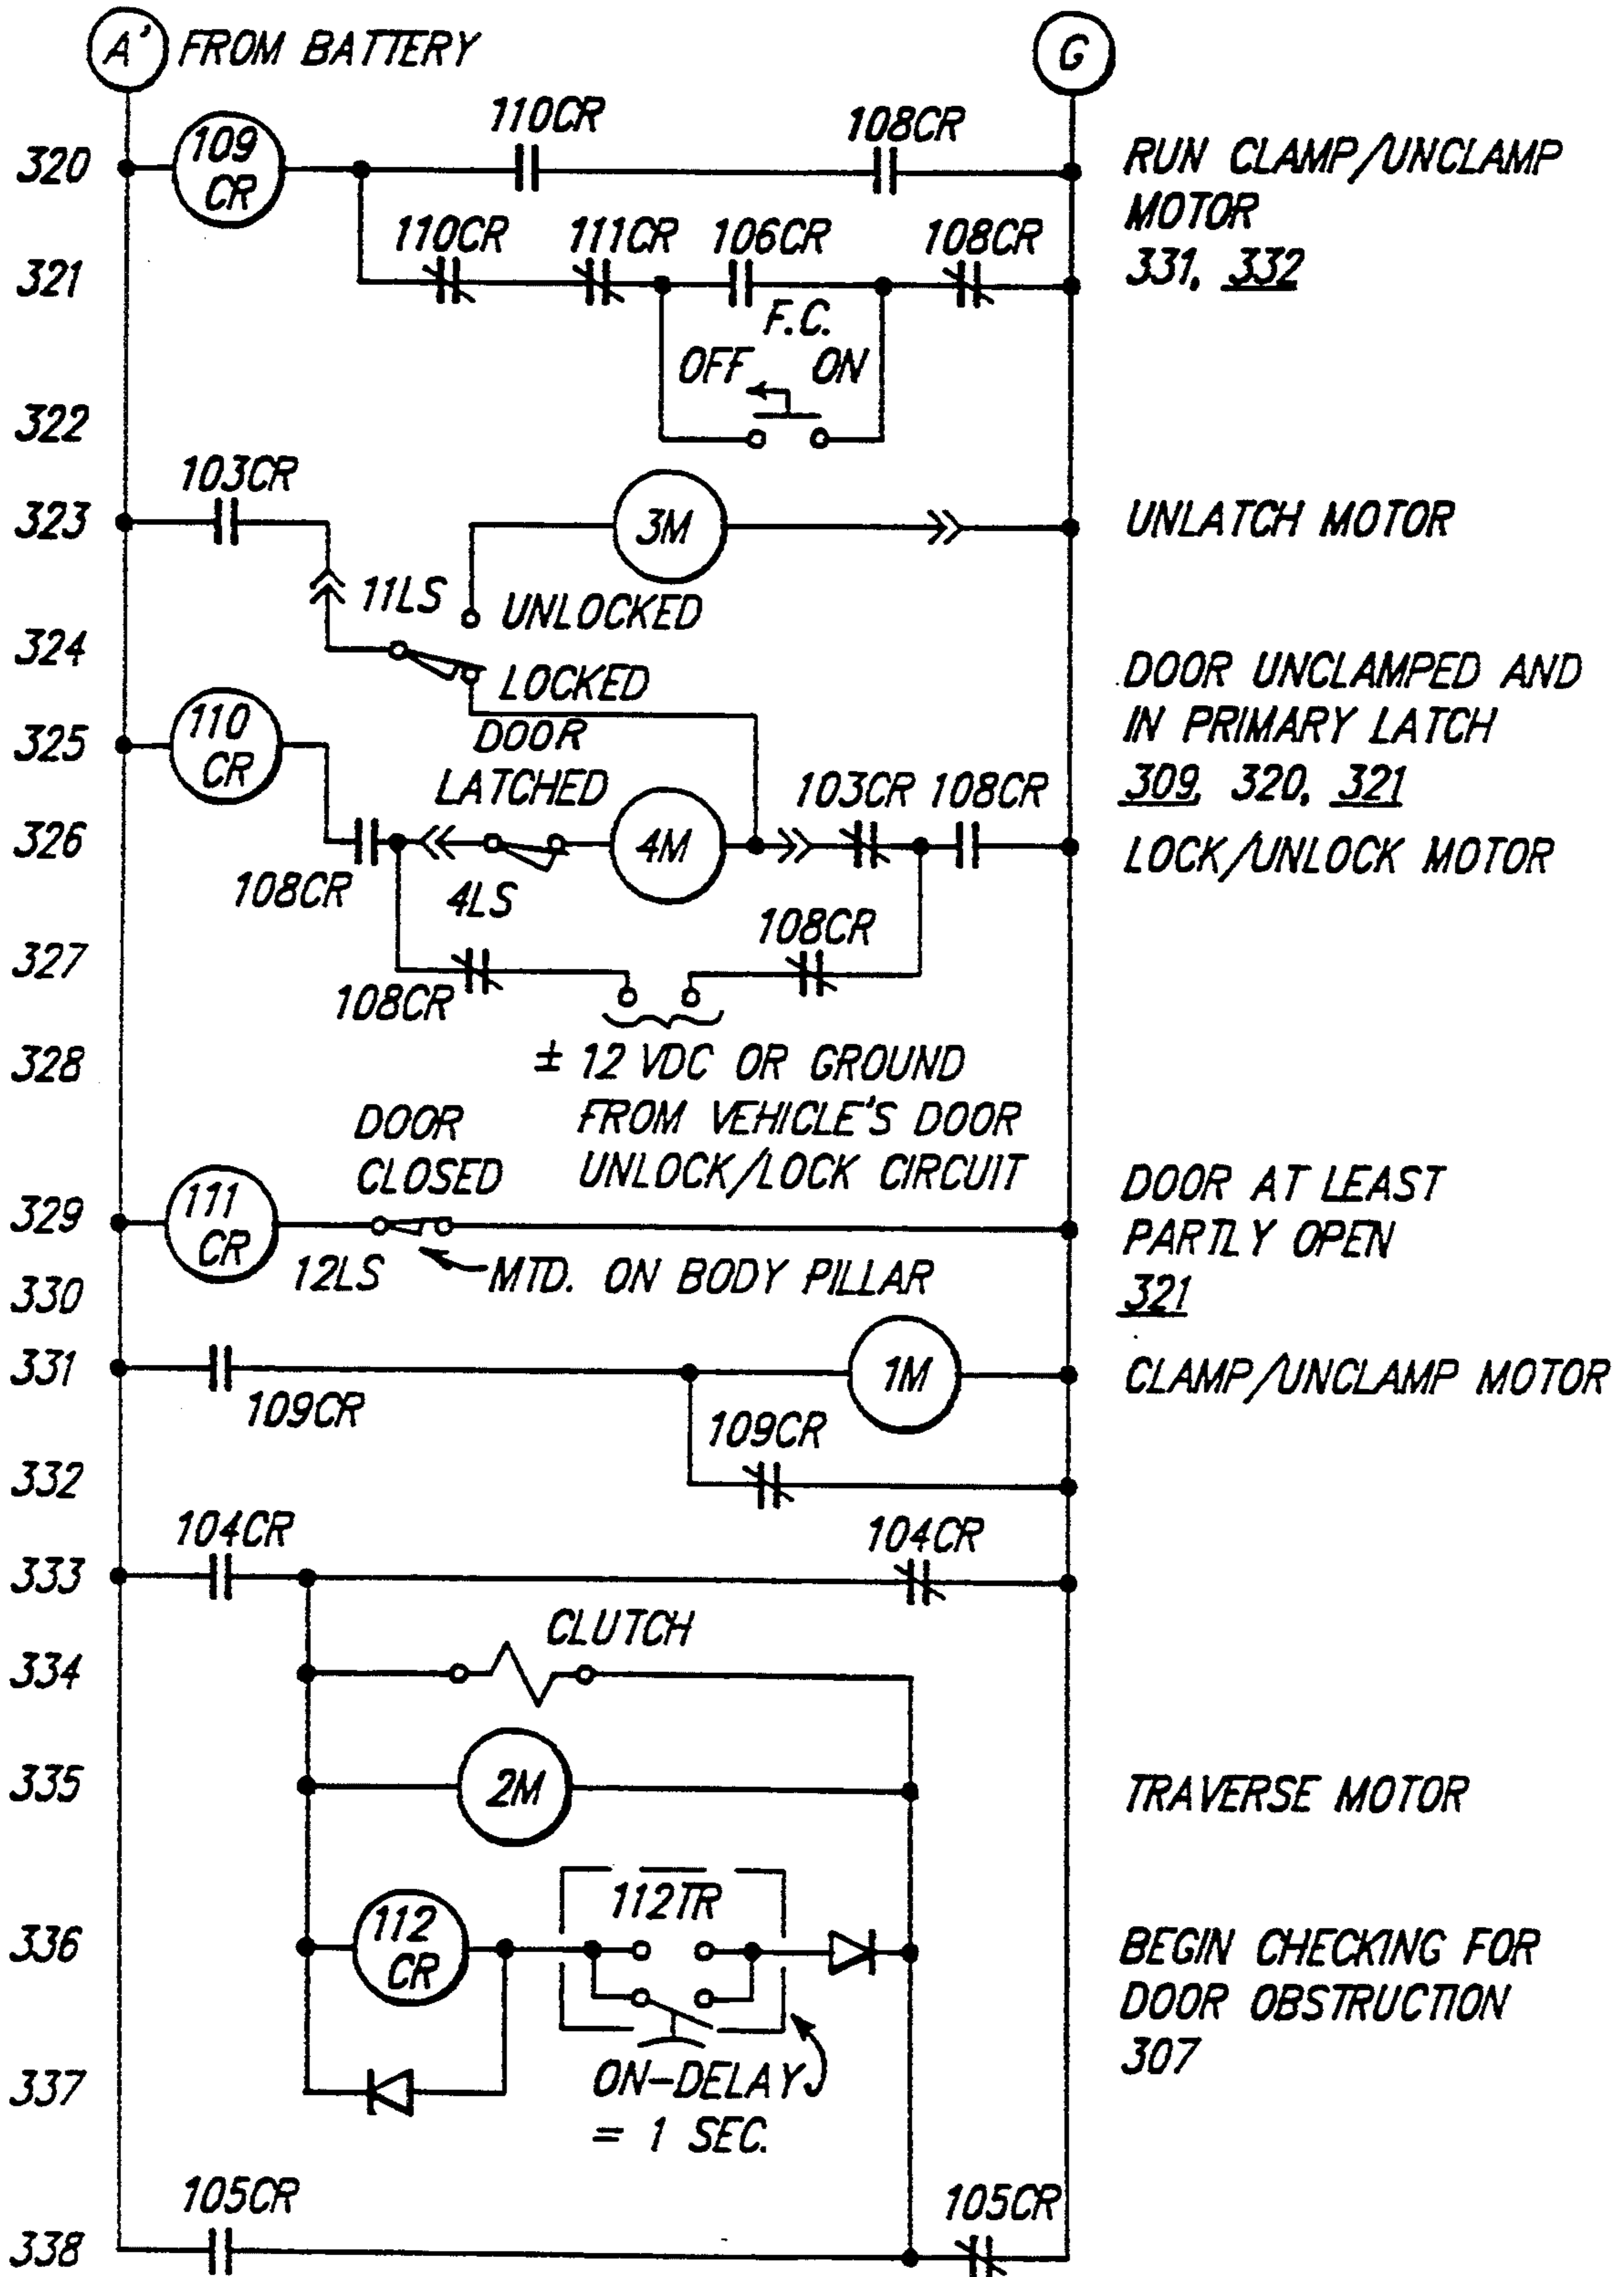 A' FROM BATTERY G
320 109 CR 110CR 108CR RUN CLAMP/UNCLAMP
MOTOR
331, 332
321 110CR 111CR 106CR 108CR
F.C.
OFF ON
322
323 103CR 3M UNLATCH MOTOR
11LS UNLOCKED
324 LOCKED
DOOR UNCLAMPED AND
IN PRIMARY LATCH
309, 320, 321
325 110 CR DOOR
LATCHED
103CR 108CR
326 108CR 4LS 4M LOCK/UNLOCK MOTOR
108CR
327 108CR
328 ± 12 VDC OR GROUND
FROM VEHICLE'S DOOR
UNLOCK/LOCK CIRCUIT
DOOR
CLOSED
329 111 CR 12LS DOOR AT LEAST
PARTLY OPEN
321
330 MTD. ON BODY PILLAR
331 109CR 1M CLAMP/UNCLAMP MOTOR
109CR
332
333 104CR 104CR
334 CLUTCH
335 2M TRAVERSE MOTOR
336 112 CR 112TR BEGIN CHECKING FOR
DOOR OBSTRUCTION
307
337 ON-DELAY
= 1 SEC.
338 105CR 105CR